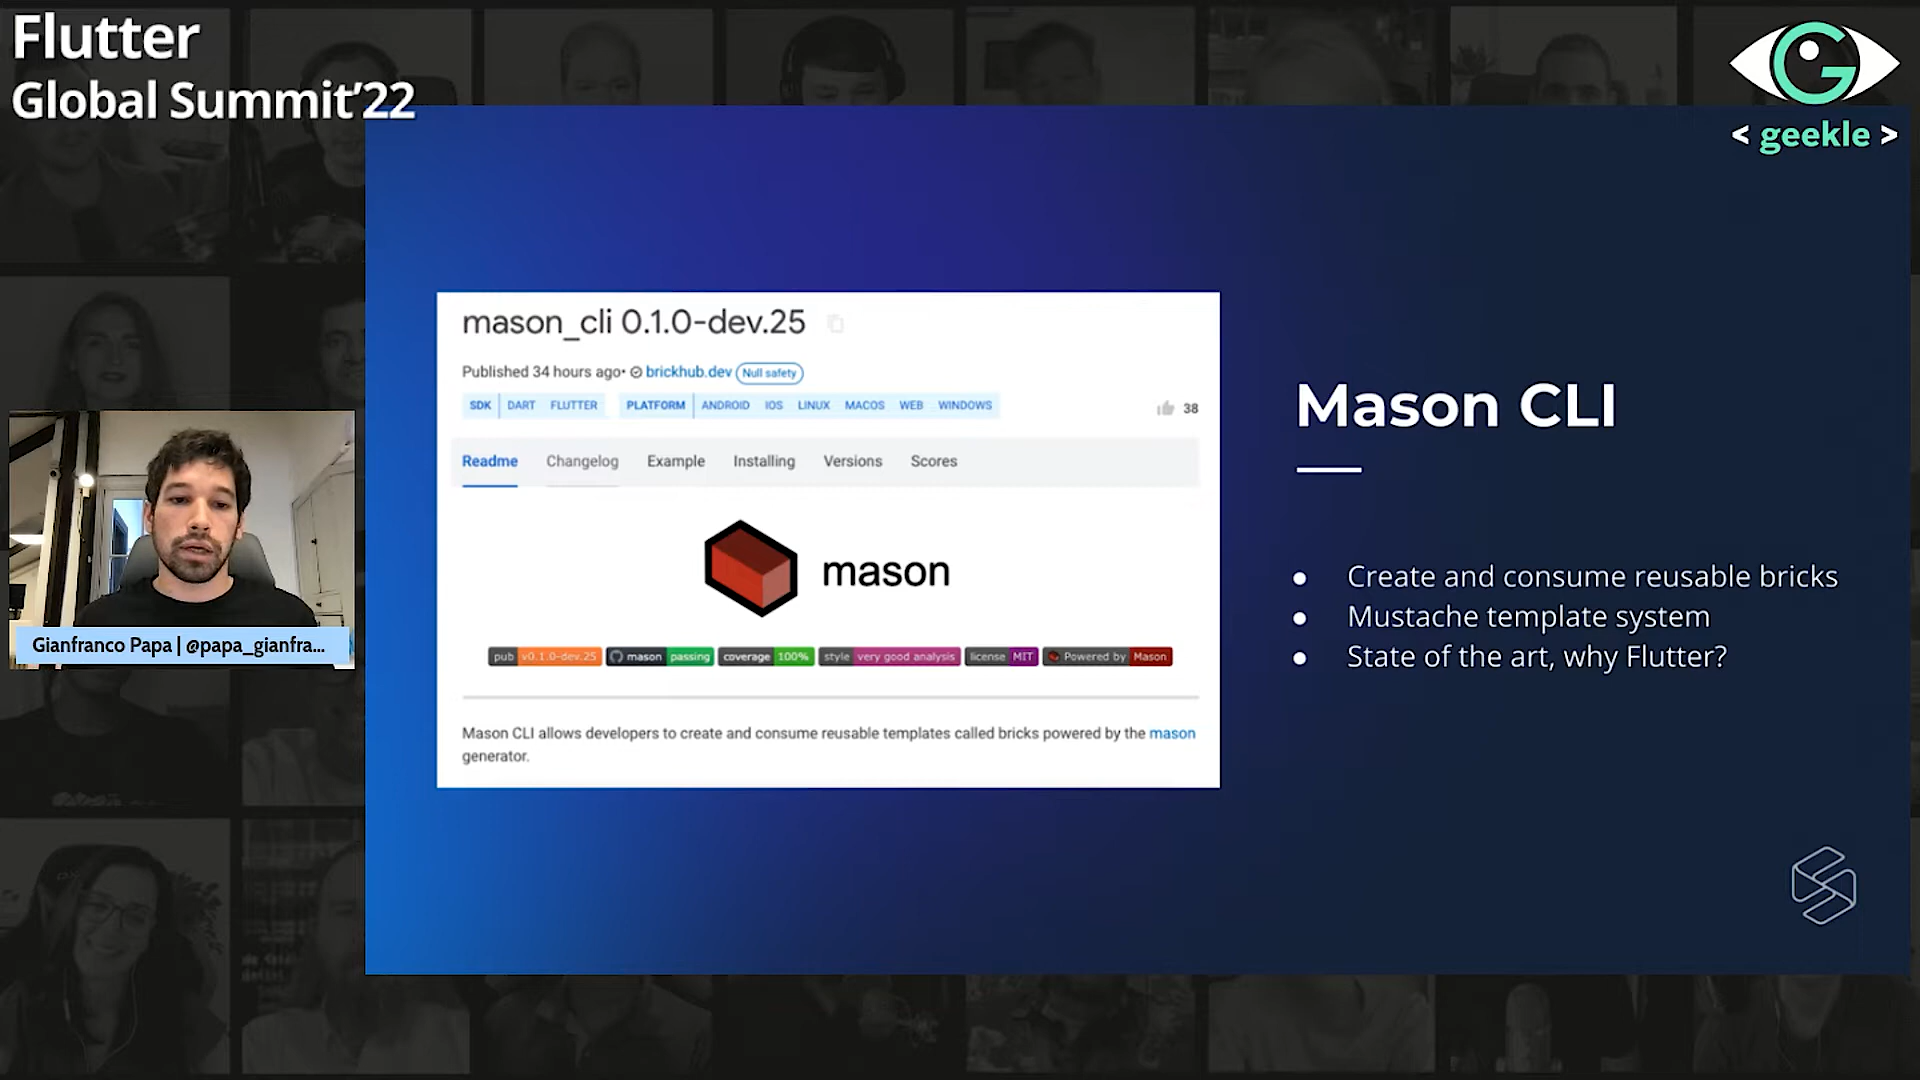 Flutter
Global Summit'22
< geekle >
mason_cli 0.1.0-dev.25
Published 34 hours ago • brickhub.dev Null safety
SDK DART FLUTTER PLATFORM ANDROID IOS LINUX MACOS WEB WINDOWS
38
Readme Changelog Example Installing Versions Scores
mason
pub v0.1.0-dev.25 mason passing coverage 100% style very good analysis license MIT Powered by Mason
Mason CLI allows developers to create and consume reusable templates called bricks powered by the mason
generator.
Mason CLI
• Create and consume reusable bricks
• Mustache template system
• State of the art, why Flutter?
Gianfranco Papa | @papa_gianfra...